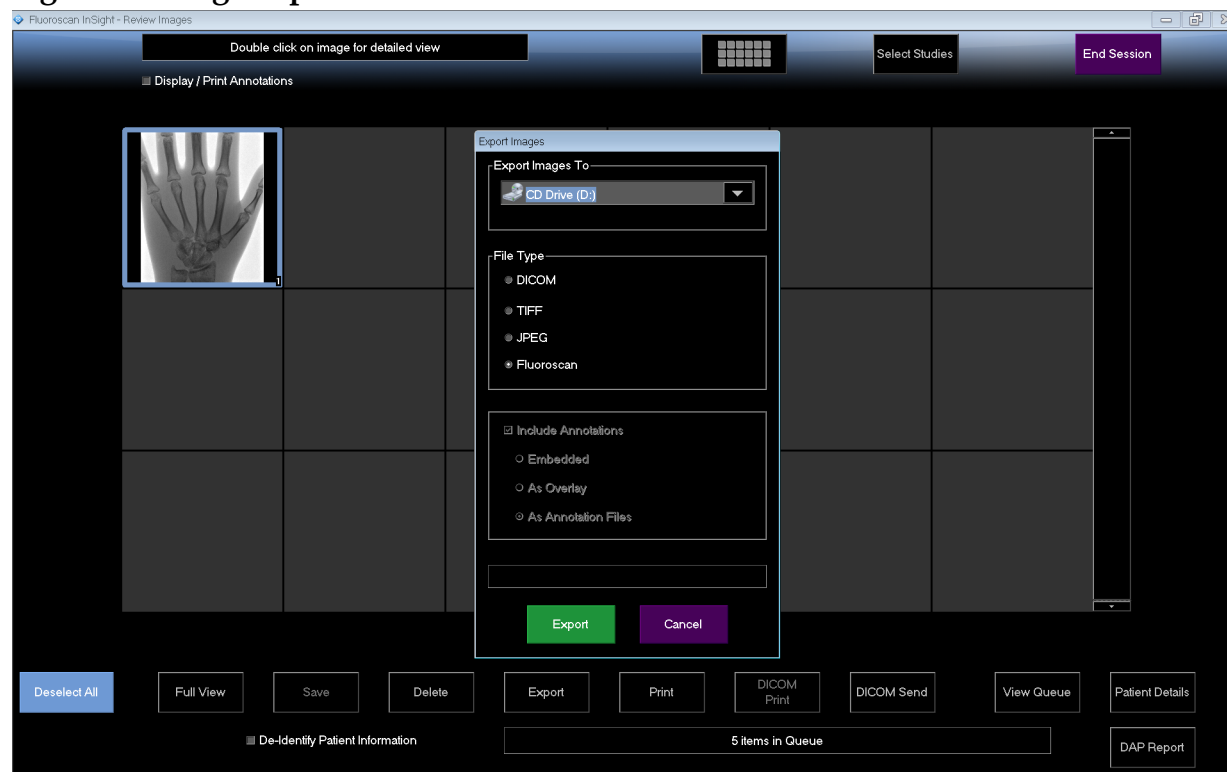 Fluoroscan InSight - Review Images
Double click on image for detailed view
Select Studies
End Session
Display / Print Annotations
Export Images
Export Images To
CD Drive (D:)
File Type
DICOM
TIFF
JPEG
Fluoroscan
1
Include Annotations
Embedded
As Overlay
As Annotation Files
Export
Cancel
Deselect All
Full View
Save
Delete
Export
Print
DICOM
Print
DICOM Send
View Queue
Patient Details
De-Identify Patient Information
5 items in Queue
DAP Report